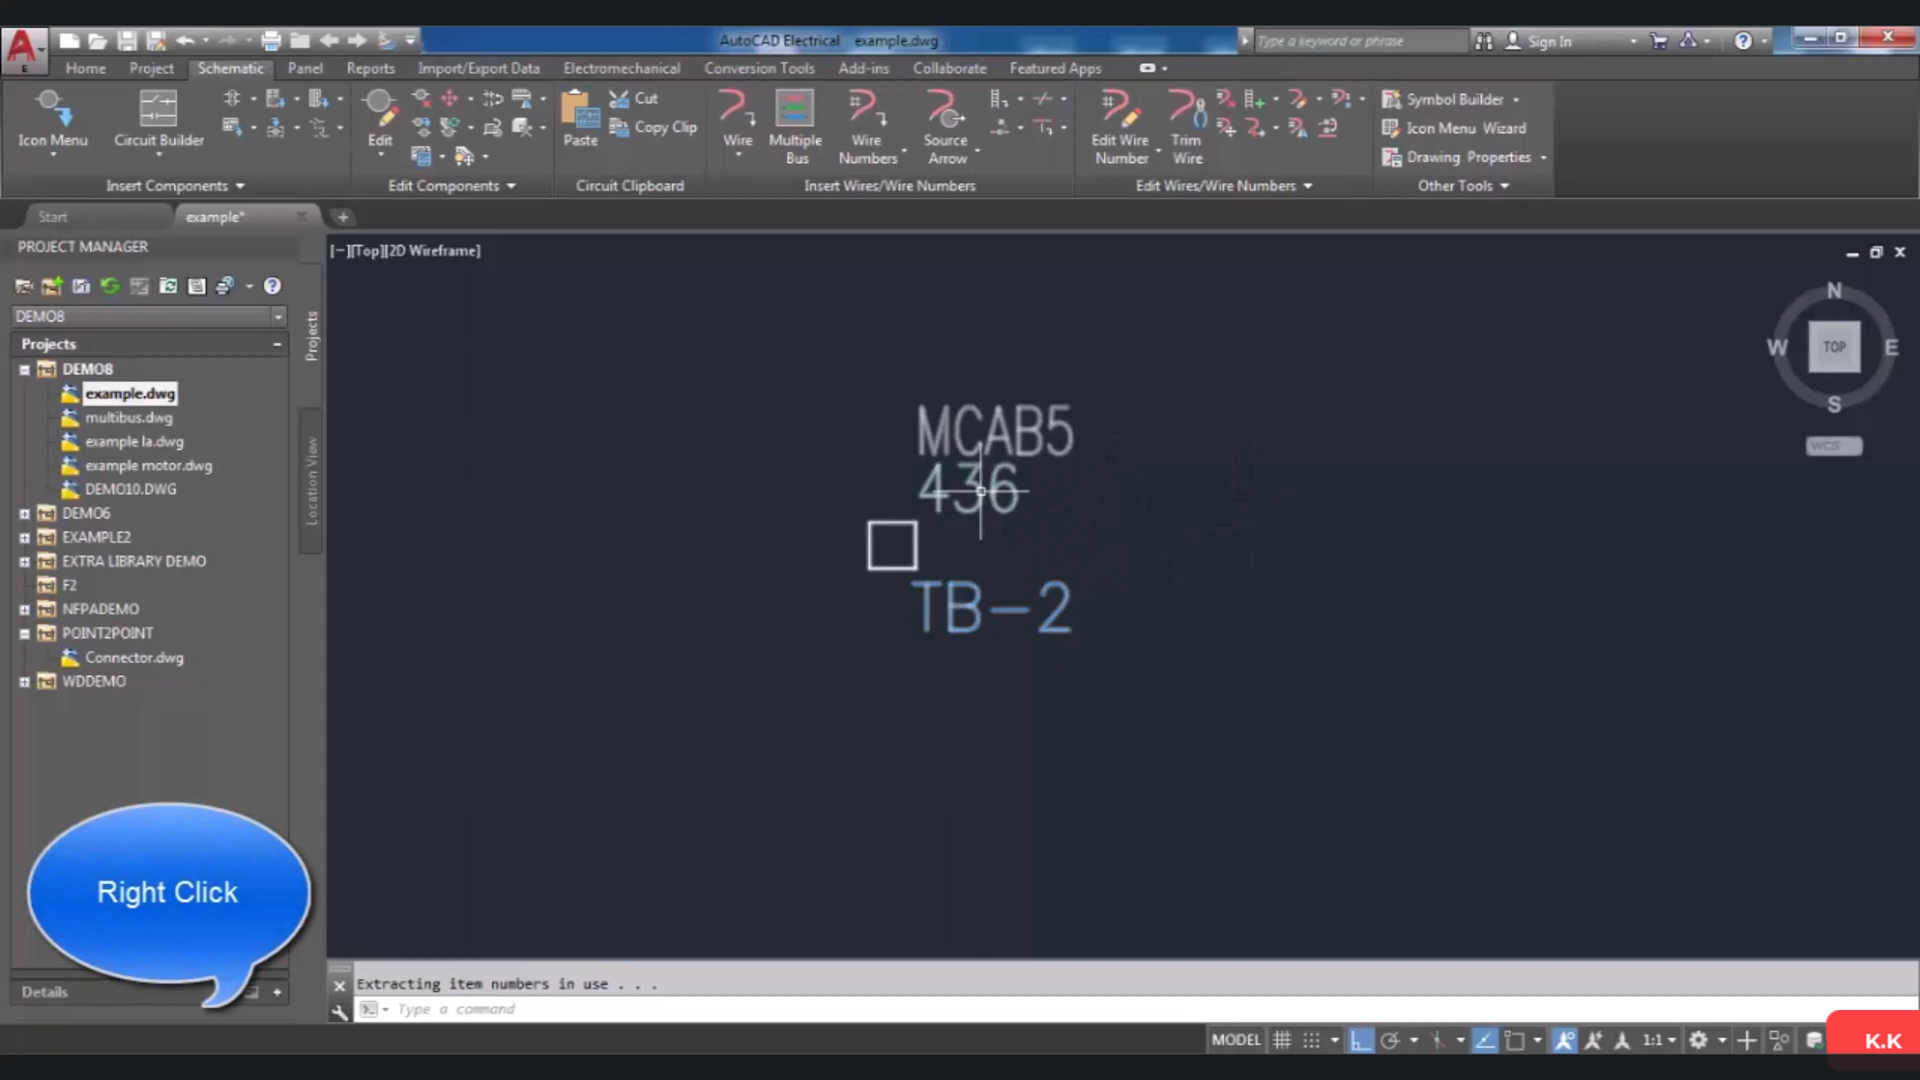 AutoCAD Electrical example.dwg
Type a keyword or phrase
Sign In
Home Project Schematic Panel Reports Import/Export Data Electromechanical Conversion Tools Add-ins Collaborate Featured Apps
Icon Menu
Circuit Builder
Insert Components
Edit
Edit Components
Paste
Cut
Copy Clip
Circuit Clipboard
Wire
Multiple Bus
Wire Numbers
Source Arrow
Insert Wires/Wire Numbers
Edit Wire Number
Trim Wire
Edit Wires/Wire Numbers
Symbol Builder
Icon Menu Wizard
Drawing Properties
Other Tools
Start
example*
PROJECT MANAGER
DEMO8
Projects
DEMO8
example.dwg
multibus.dwg
example la.dwg
example motor.dwg
DEMO10.DWG
DEMO6
EXAMPLE2
EXTRA LIBRARY DEMO
F2
NFPADEMO
POINT2POINT
Connector.dwg
WDDEMO
Projects
Location View
Right Click
Details
[−][Top][2D Wireframe]
N
W
TOP
E
S
WCS
MCAB5
436
TB-2
Extracting item numbers in use . . .
Type a command
MODEL
1:1
K.K